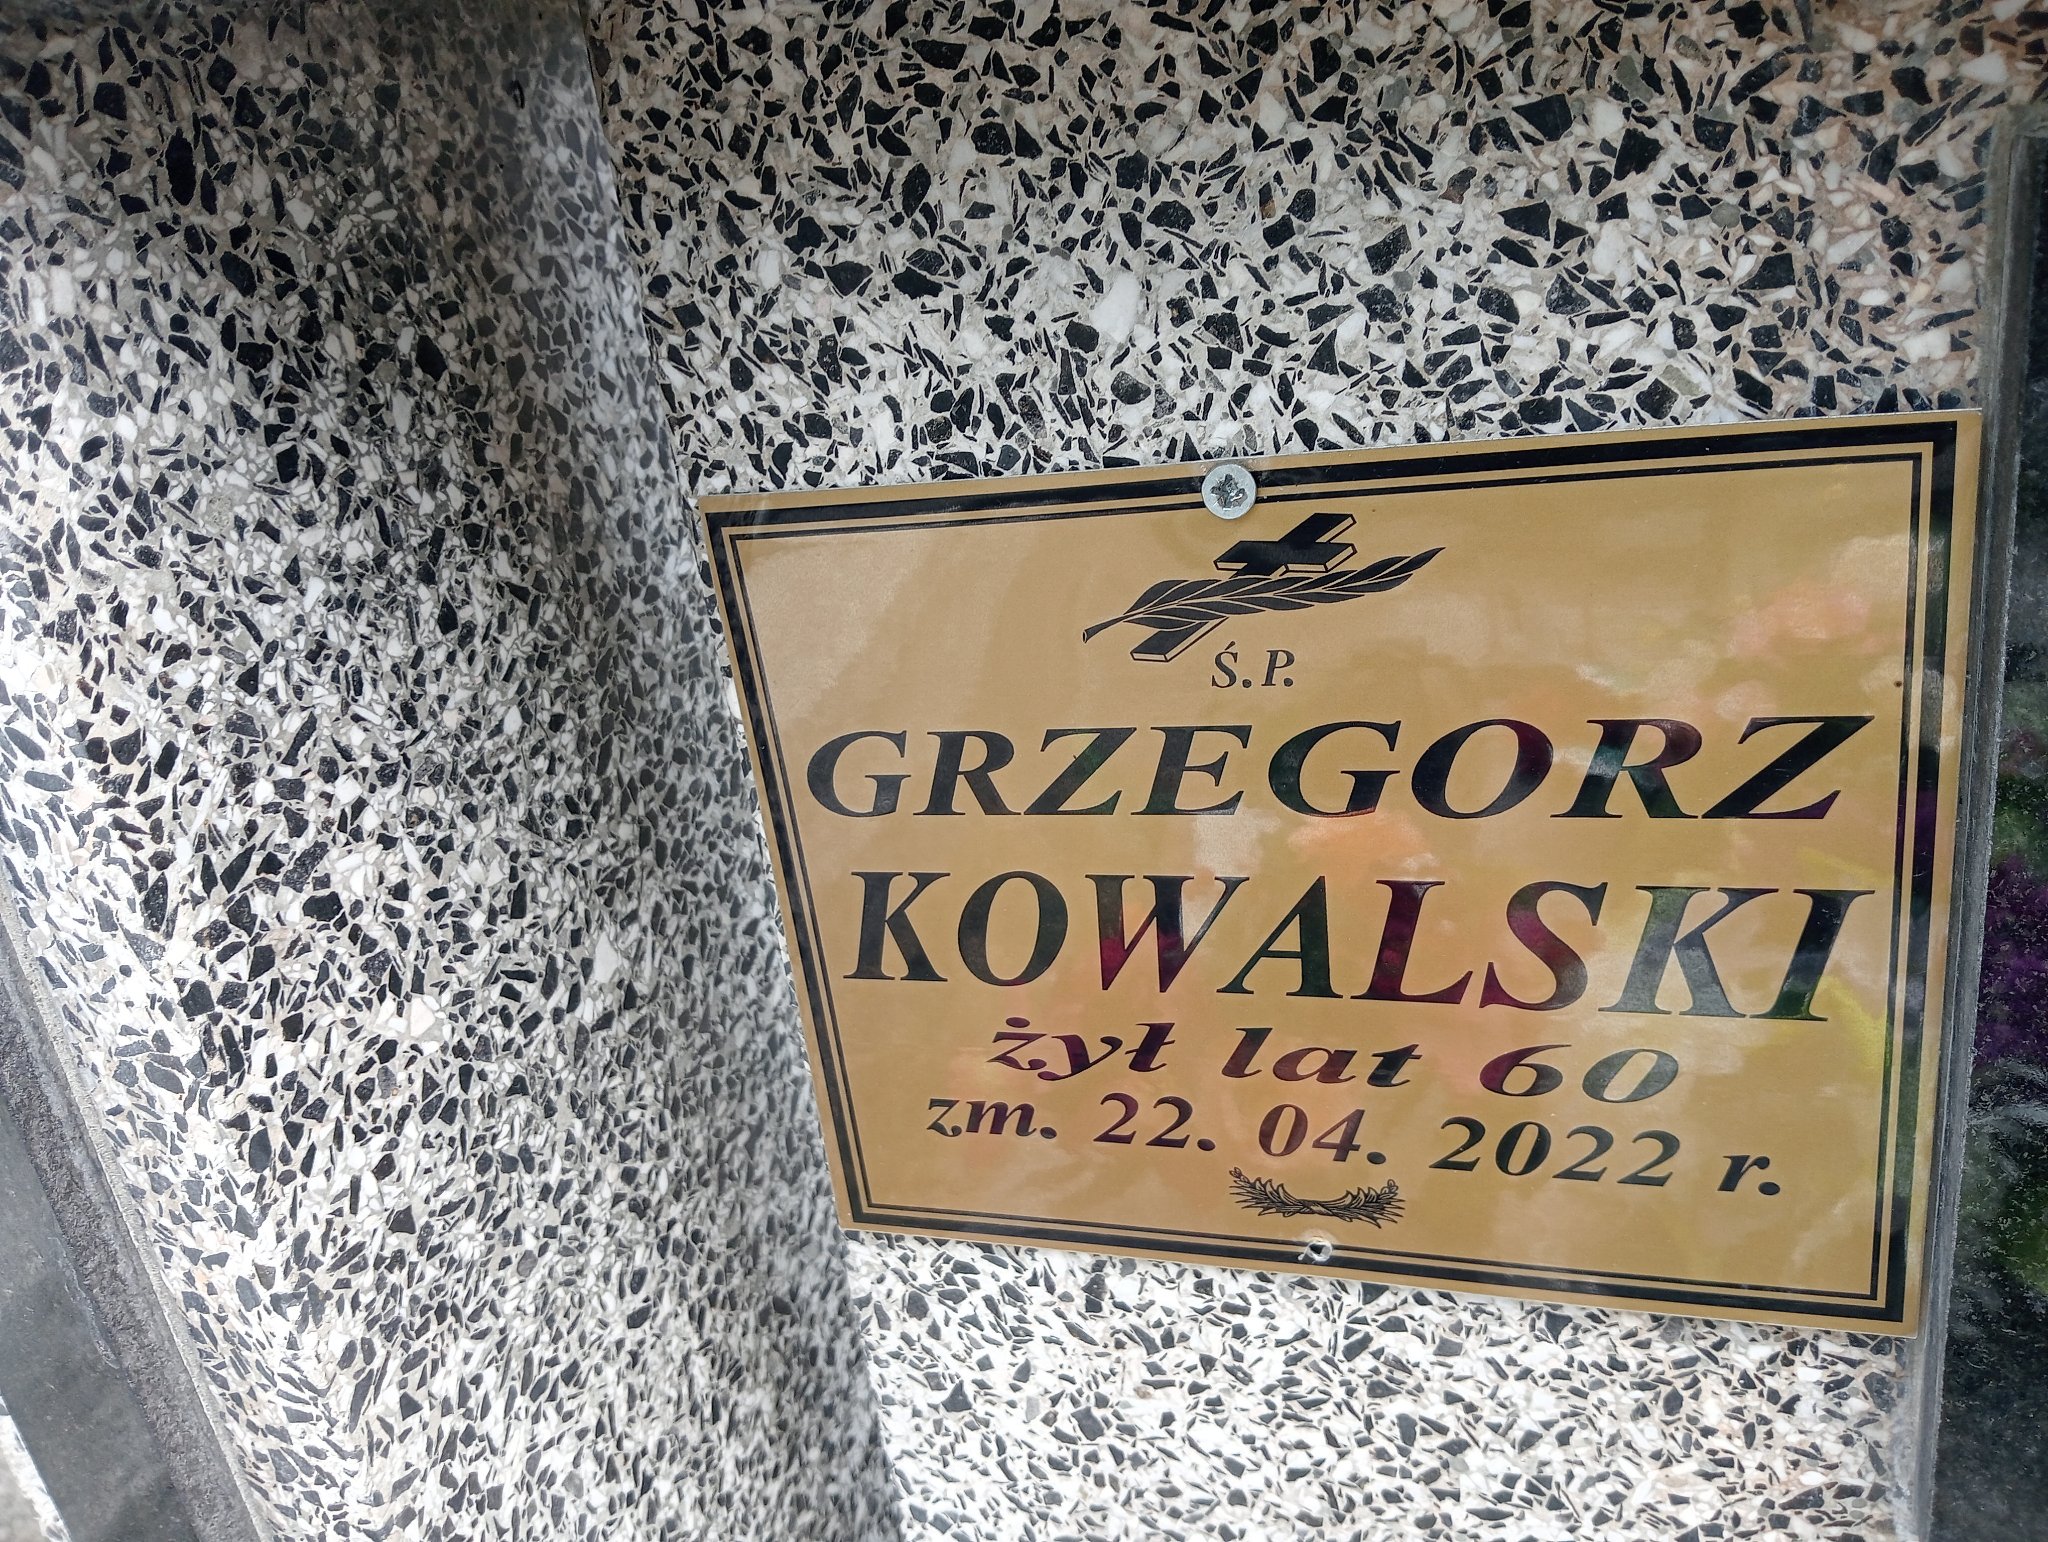 Ś.P.
GRZEGORZ
KOWALSKI
żył lat 60
zm. 22. 04. 2022 r.